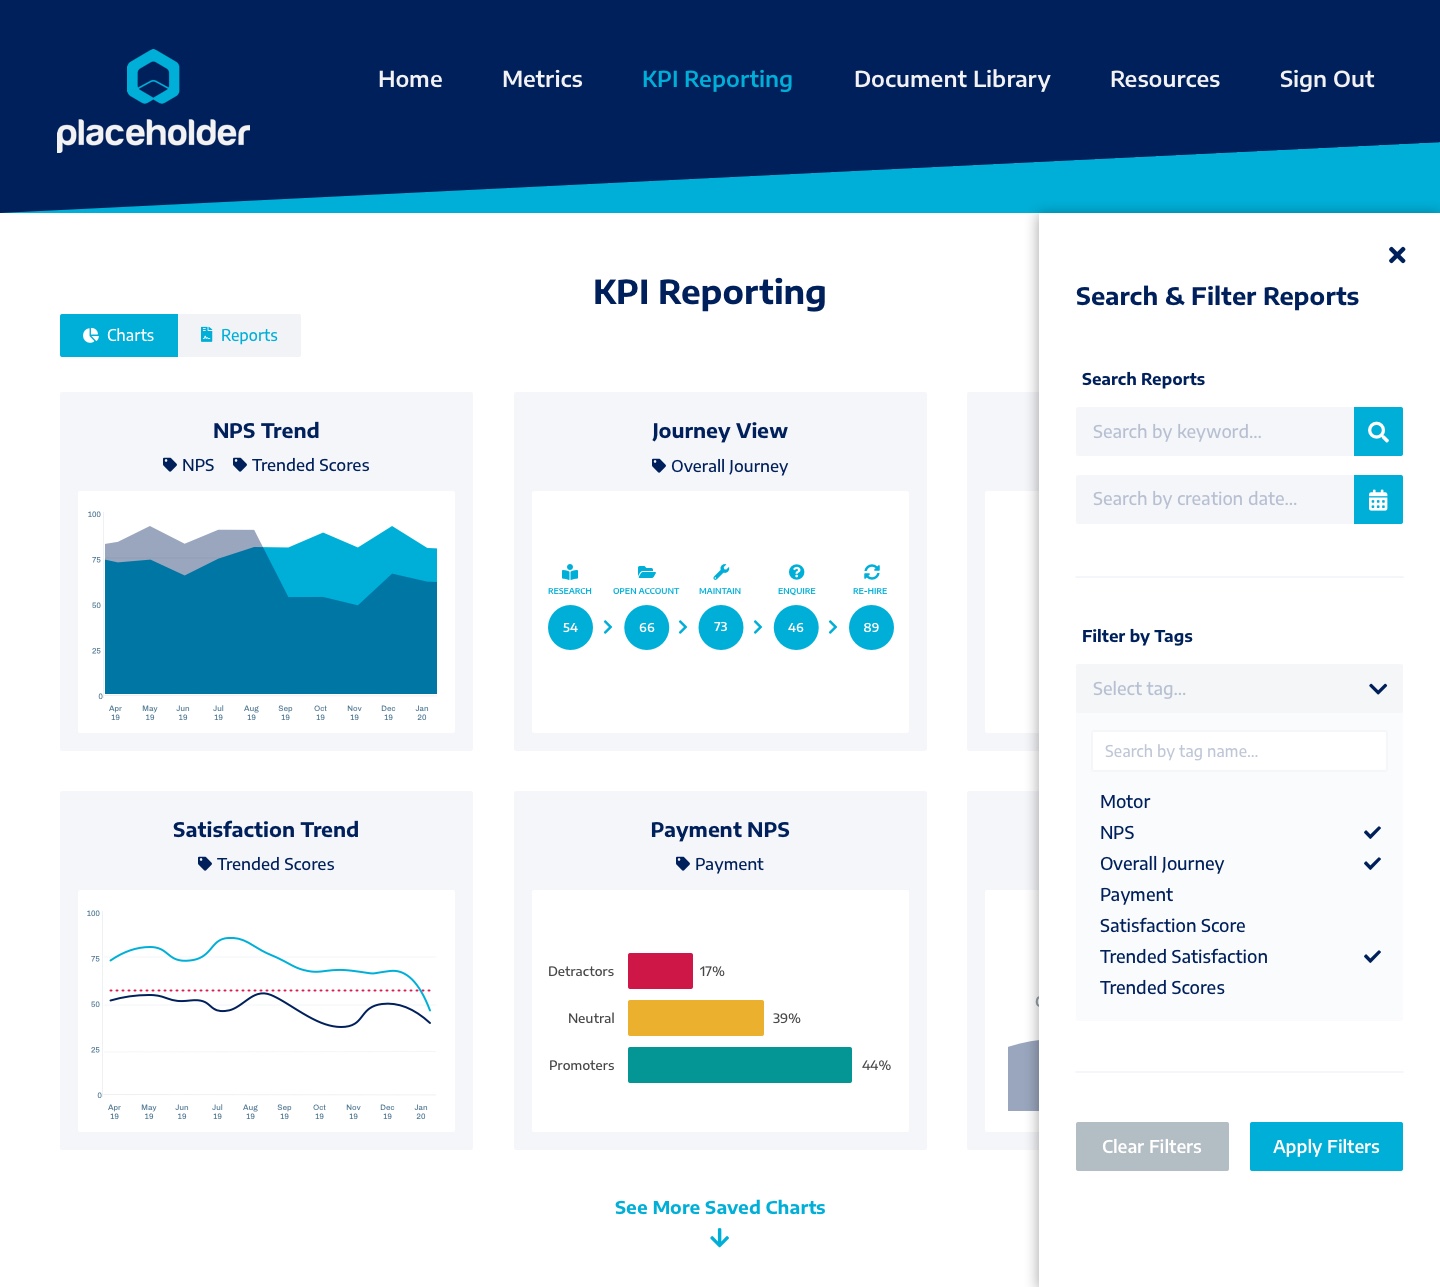 placeholder
Home
Metrics
KPI Reporting
Document Library
Resources
Sign Out
KPI Reporting
Charts
Reports
NPS Trend
NPS
Trended Scores
100
75
50
25
0
Apr
19
May
19
Jun
19
Jul
19
Aug
19
Sep
19
Oct
19
Nov
19
Dec
19
Jan
20
Journey View
Overall Journey
RESEARCH
OPEN ACCOUNT
MAINTAIN
ENQUIRE
RE-HIRE
54
66
73
46
89
Satisfaction Trend
Trended Scores
100
75
50
25
0
Apr
19
May
19
Jun
19
Jul
19
Aug
19
Sep
19
Oct
19
Nov
19
Dec
19
Jan
20
Payment NPS
Payment
Detractors
17%
Neutral
39%
Promoters
44%
See More Saved Charts
Search & Filter Reports
Search Reports
Search by keyword...
Search by creation date...
Filter by Tags
Select tag...
Search by tag name...
Motor
NPS
Overall Journey
Payment
Satisfaction Score
Trended Satisfaction
Trended Scores
Clear Filters
Apply Filters